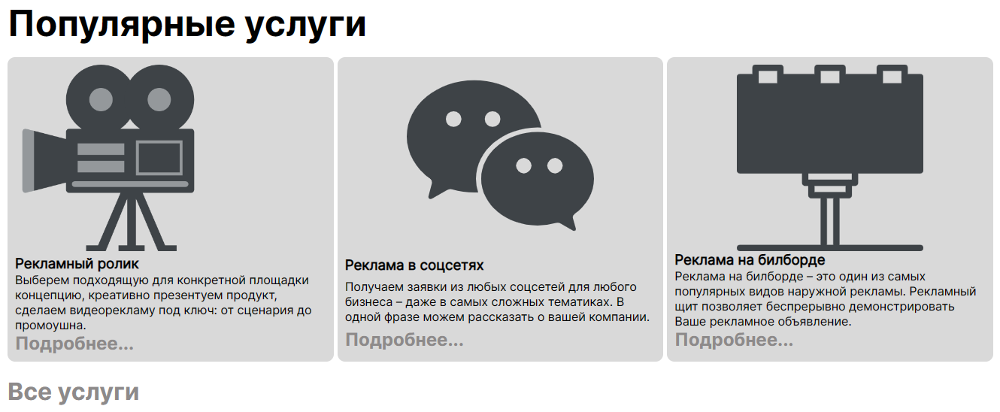 Популярные услуги
Рекламный ролик
Выберем подходящую для конкретной площадки
концепцию, креативно презентуем продукт,
сделаем видеорекламу под ключ: от сценария до
промоушна.
Подробнее...
Реклама в соцсетях
Получаем заявки из любых соцсетей для любого
бизнеса – даже в самых сложных тематиках. В
одной фразе можем рассказать о вашей компании.
Подробнее...
Реклама на билборде
Реклама на билборде – это один из самых
популярных видов наружной рекламы. Рекламный
щит позволяет беспрерывно демонстрировать
Ваше рекламное объявление.
Подробнее...
Все услуги